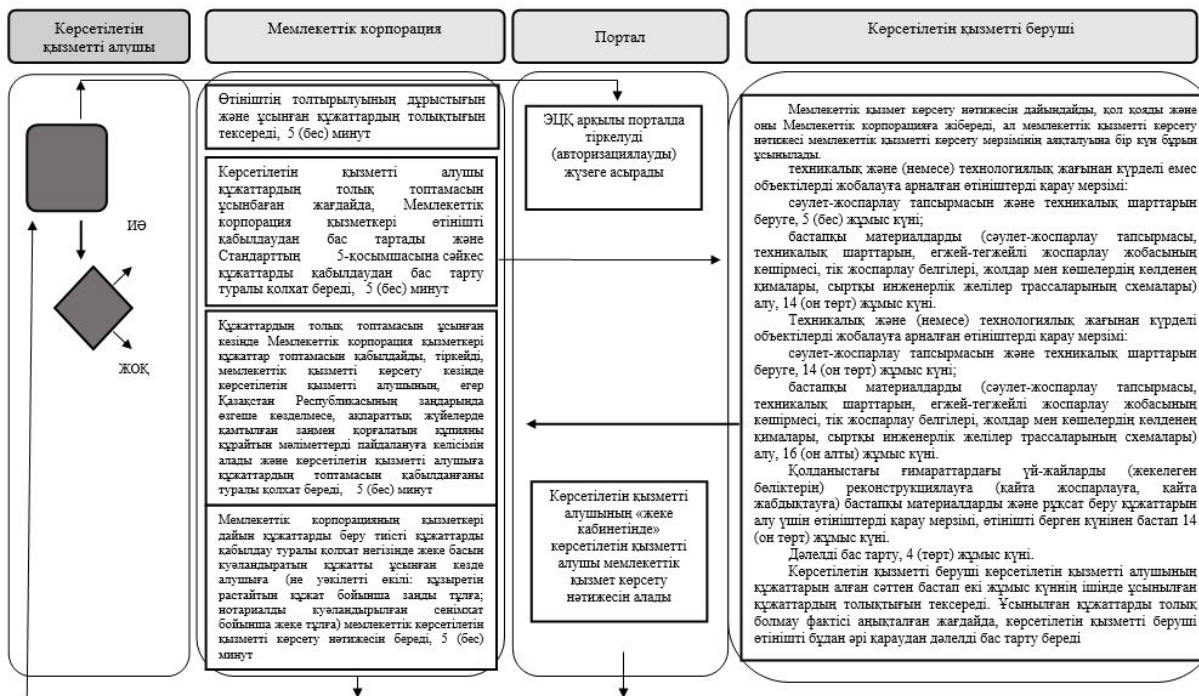 Көрсетілетін
қызметті алушы
Мемлекеттік корпорация
Портал
Көрсетілетін қызметті беруші
ИӘ
ЖОҚ
Өтініштің толтырылуының дұрыстығын
және ұсынған құжаттардың толықтығын
тексереді, 5 (бес) минут
Көрсетілетін қызметті алушы
құжаттардың толық топтамасын
ұсынбаған жағдайда, Мемлекеттік
корпорация қызметкері өтінішті
қабылдаудан бас тартады және
Стандарттың 5-қосымшасына сәйкес
құжаттарды қабылдаудан бас тарту
туралы қолхат береді, 5 (бес) минут
Құжаттардың толық топтамасын ұсынған
кезінде Мемлекеттік корпорация қызметкері
құжаттар топтамасын қабылдайды, тіркейді,
мемлекеттік қызметті көрсету кезінде
көрсетілетін қызметті алушының, егер
Қазақстан Республикасының заңдарында
өзгеше көзделмесе, ақпараттық жүйелерде
қамтылған заңмен қорғалатын құпияны
құрайтын мәліметтерді пайдалануға келісімін
алады және көрсетілетін қызметті алушыға
құжаттардың топтамасын қабылданғаны
туралы қолхат береді, 5 (бес) минут
Мемлекеттік корпорацияның қызметкері
дайын құжаттарды беру тиісті құжаттарды
қабылдау туралы қолхат негізінде жеке басын
куәландыратын құжатты ұсынған кезде
алушыға (не уәкілетті өкілі: құзыретін
растайтын құжат бойынша заңды тұлға;
нотариалды куәландырылған сенімхат
бойынша жеке тұлға) мемлекеттік көрсетілетін
қызметті көрсету нәтижесін береді, 5 (бес)
минут
ЭЦҚ арқылы порталда
тіркелуді
(авторизациялауды)
жүзеге асырады
Көрсетілетін қызметті
алушының «жеке
кабинетінде»
көрсетілетін қызметті
алушы мемлекеттік
қызмет көрсету
нәтижесін алады
Мемлекеттік қызмет көрсету нәтижесін дайындайды, қол қояды және
оны Мемлекеттік корпорацияға жібереді, ал мемлекеттік қызметті көрсету
нәтижесі мемлекеттік қызметті көрсету мерзімінің аяқталуына бір күн бұрын
ұсынылады.
техникалық және (немесе) технологиялық жағынан күрделі емес
объектілерді жобалауға арналған өтініштерді қарау мерзімі:
сәулет-жоспарлау тапсырмасын және техникалық шарттарын
беруге, 5 (бес) жұмыс күні;
бастапқы материалдарды (сәулет-жоспарлау тапсырмасы,
техникалық шарттарын, егжей-тегжейлі жоспарлау жобасының
көшірмесі, тік жоспарлау белгілері, жолдар мен көшелердің көлденең
қималары, сыртқы инженерлік желілер трассаларының схемалары)
алу, 14 (он төрт) жұмыс күні.
Техникалық және (немесе) технологиялық жағынан күрделі
объектілерді жобалауға арналған өтініштерді қарау мерзімі:
сәулет-жоспарлау тапсырмасын және техникалық шарттарын
беруге, 14 (он төрт) жұмыс күні;
бастапқы материалдарды (сәулет-жоспарлау тапсырмасы,
техникалық шарттарын, егжей-тегжейлі жоспарлау жобасының
көшірмесі, тік жоспарлау белгілері, жолдар мен көшелердің көлденең
қималары, сыртқы инженерлік желілер трассаларының схемалары)
алу, 16 (он алты) жұмыс күні.
Қолданыстағы ғимараттардағы үй-жайларды (жекелеген
бөліктерін) реконструкциялауға (қайта жоспарлауға, қайта
жабдықтауға) бастапқы материалдарды және рұқсат беру құжаттарын
алу үшін өтініштерді қарау мерзімі, өтінішті берген күнінен бастап 14
(он төрт) жұмыс күні.
Дәлелді бас тарту, 4 (төрт) жұмыс күні.
Көрсетілетін қызметті беруші көрсетілетін қызметті алушының
құжаттарын алған сәттен бастап екі жұмыс күннің ішінде ұсынылған
құжаттардың толықтығын тексереді. Ұсынылған құжаттарды толық
болмау фактісі анықталған жағдайда, көрсетілетін қызметті беруші
өтінішті бұдан әрі қараудан дәлелді бас тарту береді